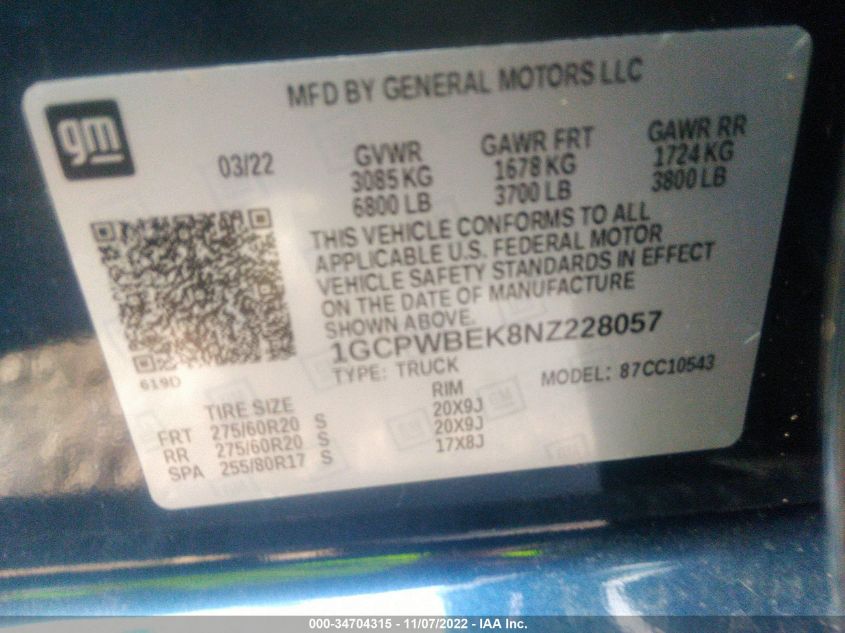 MFD BY GENERAL MOTORS LLC
gm
03/22
GVWR
3085 KG
6800 LB
GAWR FRT
1678 KG
3700 LB
GAWR RR
1724 KG
3800 LB
THIS VEHICLE CONFORMS TO ALL
APPLICABLE U.S. FEDERAL MOTOR
VEHICLE SAFETY STANDARDS IN EFFECT
ON THE DATE OF MANUFACTURE
SHOWN ABOVE.
1GCPWBEK8NZ228057
TYPE: TRUCK
MODEL: 87CC10543
619D
TIRE SIZE RIM
FRT 275/60R20 S 20X9J
RR 275/60R20 S 20X9J
SPA 255/80R17 S 17X8J
000-34704315 - 11/07/2022 - IAA Inc.